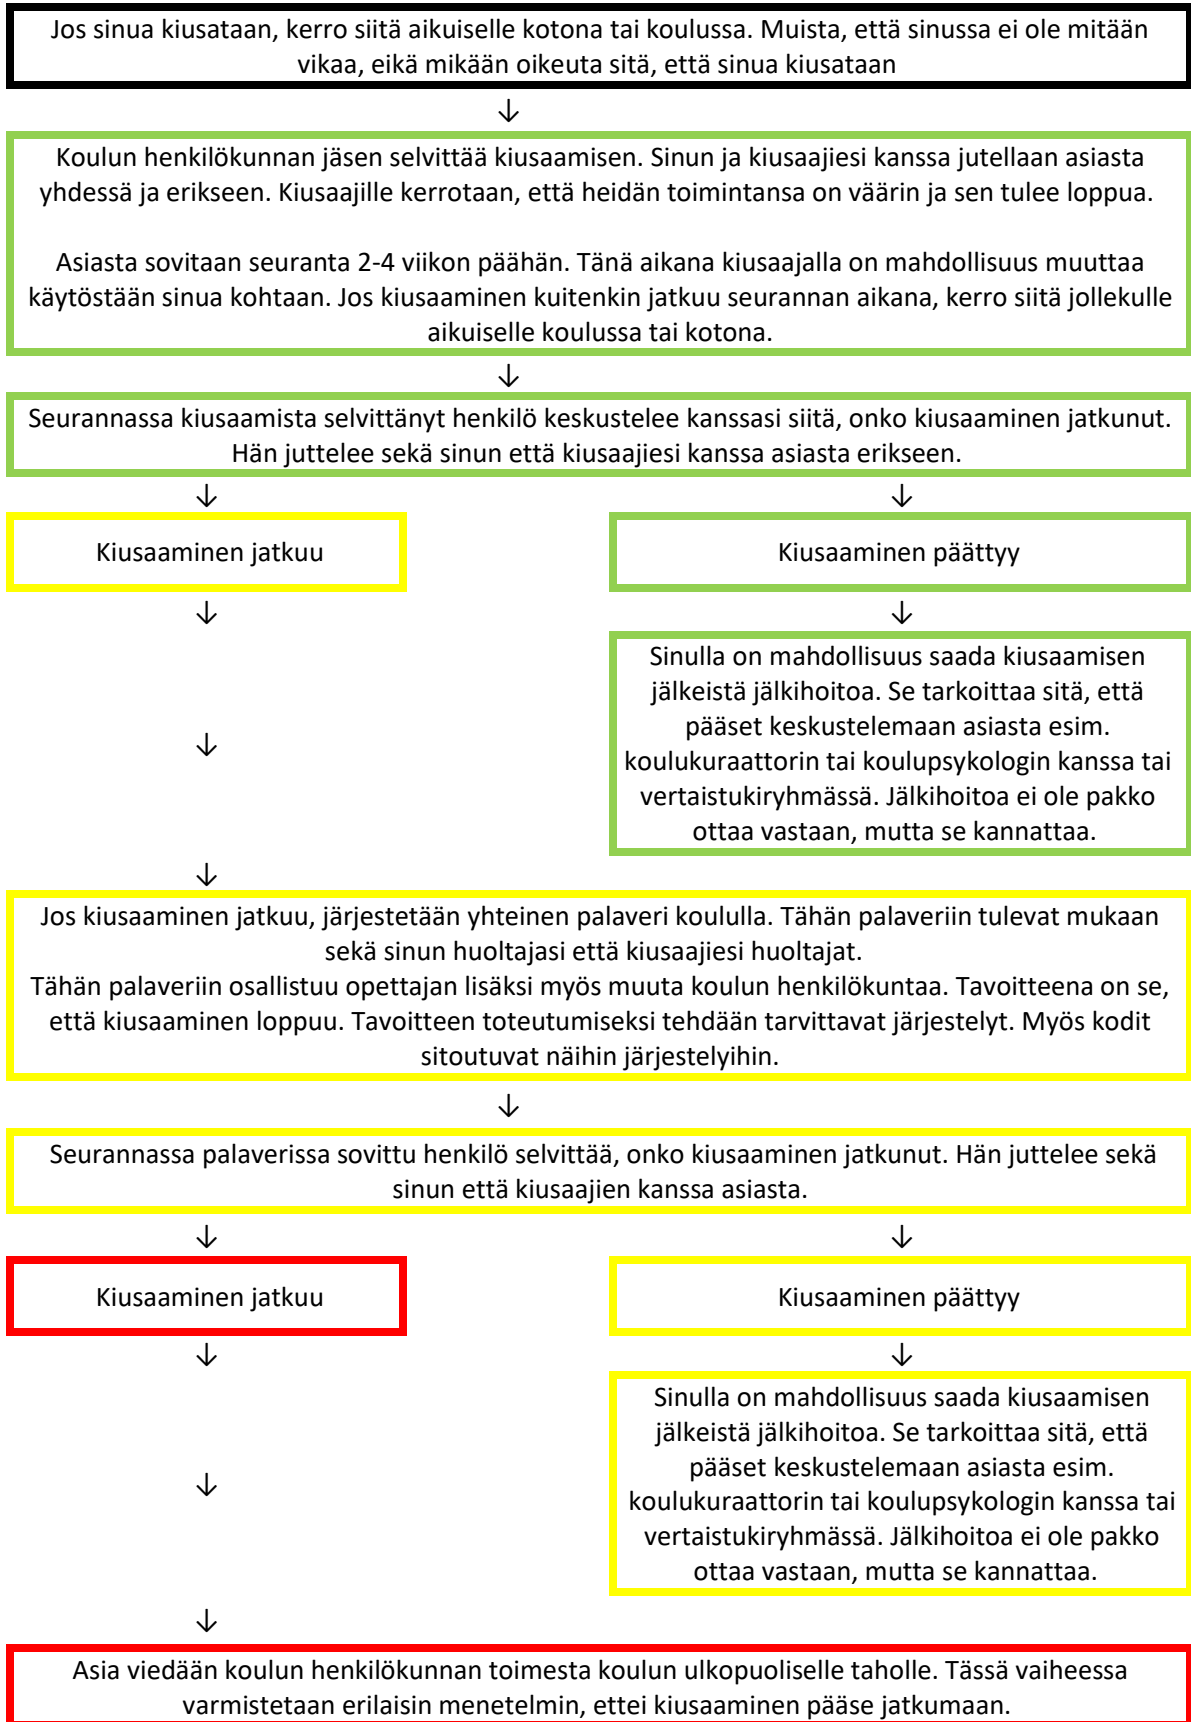 Jos sinua kiusataan, kerro siitä aikuiselle kotona tai koulussa. Muista, että sinussa ei ole mitään
vikaa, eikä mikään oikeuta sitä, että sinua kiusataan
↓
Koulun henkilökunnan jäsen selvittää kiusaamisen. Sinun ja kiusaajiesi kanssa jutellaan asiasta
yhdessä ja erikseen. Kiusaajille kerrotaan, että heidän toimintansa on väärin ja sen tulee loppua.
Asiasta sovitaan seuranta 2-4 viikon päähän. Tänä aikana kiusaajalla on mahdollisuus muuttaa
käytöstään sinua kohtaan. Jos kiusaaminen kuitenkin jatkuu seurannan aikana, kerro siitä jollekulle
aikuiselle koulussa tai kotona.
↓
Seurannassa kiusaamista selvittänyt henkilö keskustelee kanssasi siitä, onko kiusaaminen jatkunut.
Hän juttelee sekä sinun että kiusaajiesi kanssa asiasta erikseen.
↓ ↓
Kiusaaminen jatkuu
Kiusaaminen päättyy
↓ ↓
Sinulla on mahdollisuus saada kiusaamisen
jälkeistä jälkihoitoa. Se tarkoittaa sitä, että
pääset keskustelemaan asiasta esim.
koulukuraattorin tai koulupsykologin kanssa tai
vertaistukiryhmässä. Jälkihoitoa ei ole pakko
ottaa vastaan, mutta se kannattaa.
↓
↓
Jos kiusaaminen jatkuu, järjestetään yhteinen palaveri koululla. Tähän palaveriin tulevat mukaan
sekä sinun huoltajasi että kiusaajiesi huoltajat.
Tähän palaveriin osallistuu opettajan lisäksi myös muuta koulun henkilökuntaa. Tavoitteena on se,
että kiusaaminen loppuu. Tavoitteen toteutumiseksi tehdään tarvittavat järjestelyt. Myös kodit
sitoutuvat näihin järjestelyihin.
↓
Seurannassa palaverissa sovittu henkilö selvittää, onko kiusaaminen jatkunut. Hän juttelee sekä
sinun että kiusaajien kanssa asiasta.
↓ ↓
Kiusaaminen jatkuu
Kiusaaminen päättyy
↓ ↓
Sinulla on mahdollisuus saada kiusaamisen
jälkeistä jälkihoitoa. Se tarkoittaa sitä, että
pääset keskustelemaan asiasta esim.
koulukuraattorin tai koulupsykologin kanssa tai
vertaistukiryhmässä. Jälkihoitoa ei ole pakko
ottaa vastaan, mutta se kannattaa.
↓
↓
Asia viedään koulun henkilökunnan toimesta koulun ulkopuoliselle taholle. Tässä vaiheessa
varmistetaan erilaisin menetelmin, ettei kiusaaminen pääse jatkumaan.